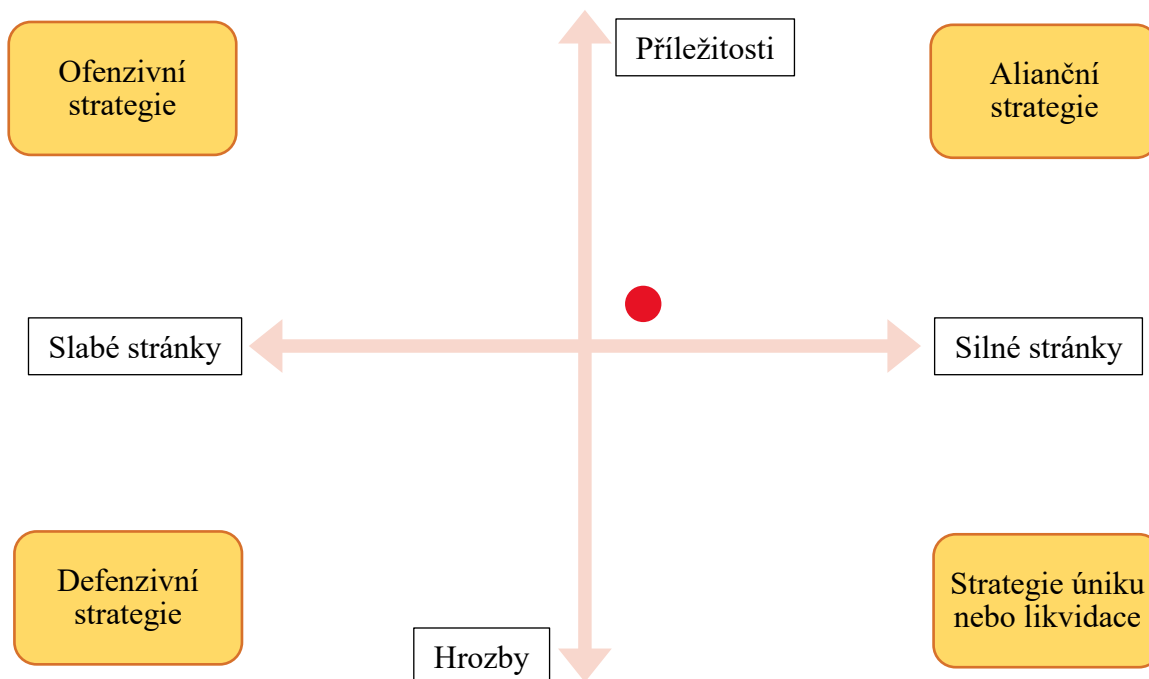 Ofenzivní
strategie
Příležitosti
Alianční
strategie
Slabé stránky
Silné stránky
Defenzivní
strategie
Hrozby
Strategie úniku
nebo likvidace